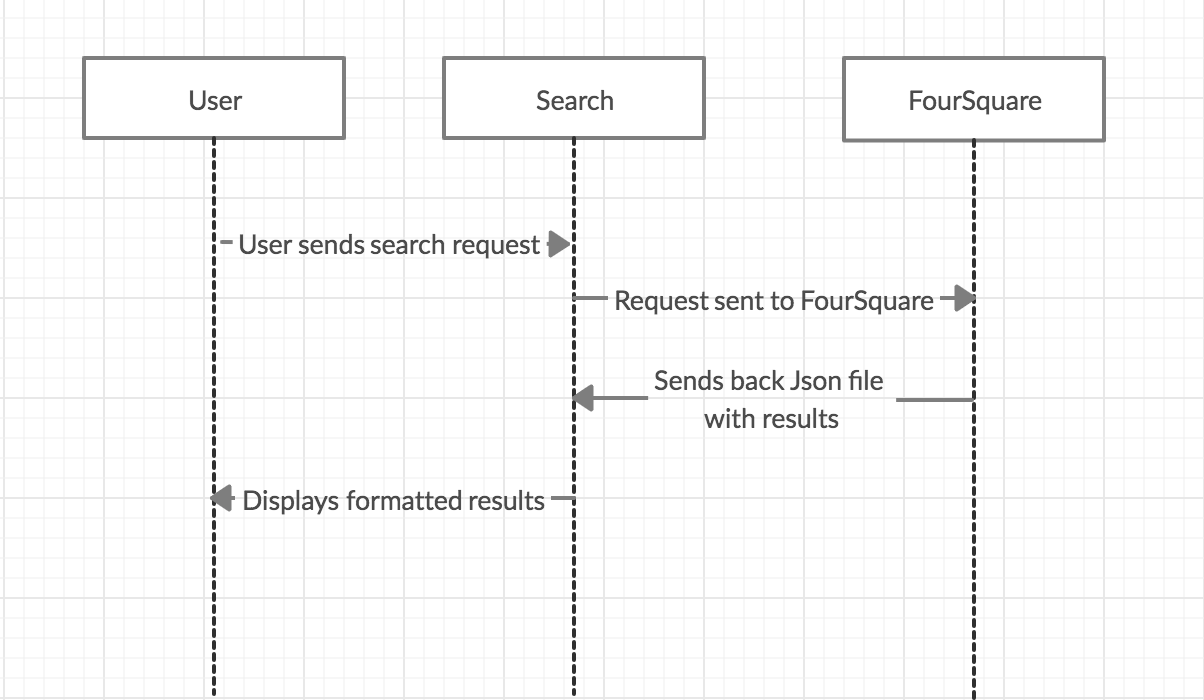 User
Search
FourSquare
User sends search request
Request sent to FourSquare
Sends back Json file
with results
Displays formatted results